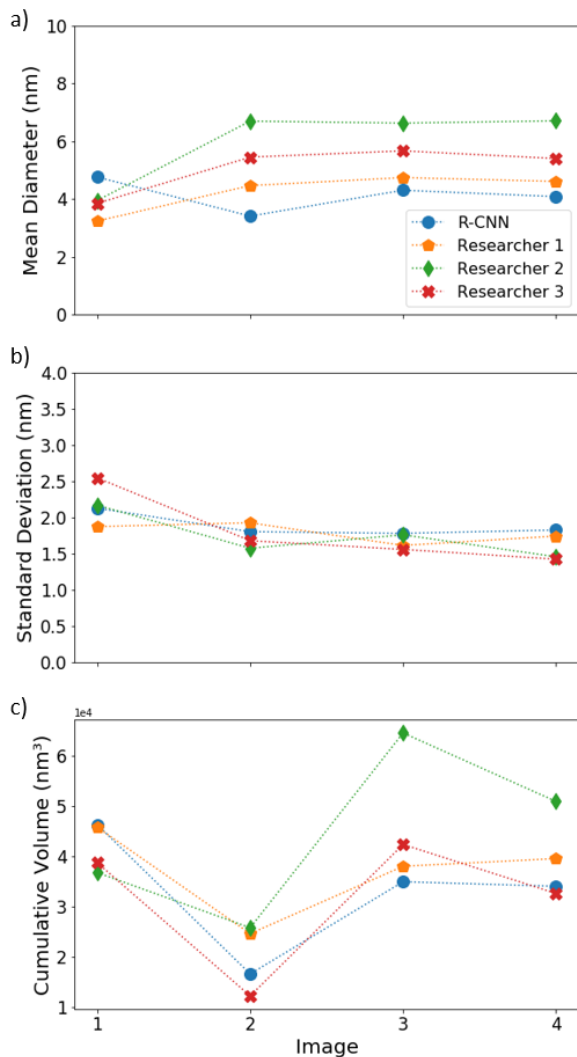 a)
Mean Diameter (nm)
10
8
6
4
2
0
R-CNN
Researcher 1
Researcher 2
Researcher 3
b)
Standard Deviation (nm)
4.0
3.5
3.0
2.5
2.0
1.5
1.0
0.5
0.0
c)
1e4
Cumulative Volume (nm³)
6
5
4
3
2
1
1 2 3 4
Image